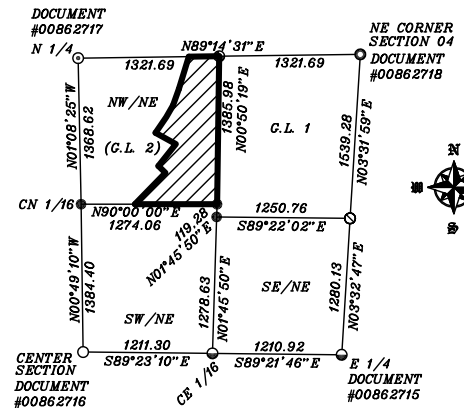 DOCUMENT
#00862717
N 1/4
N89°14'31"E
1321.69
1321.69
NE CORNER
SECTION 04
DOCUMENT
#00862718
NW/NE
(G.L. 2)
N01°08'25"W
1368.62
1385.98
N00°50'19"E
G.L. 1
1539.28
N03°31'59"E
N
W
S
CN 1/16
N90°00'00"E
1274.06
119.28
N01°45'50"E
1250.76
S89°22'02"E
N00°49'10"W
1384.40
1278.63
N01°45'50"E
SE/NE
1280.13
N03°32'47"E
SW/NE
1211.30
S89°23'10"E
1210.92
S89°21'46"E
CENTER
SECTION
DOCUMENT
#00862716
CE 1/16
E 1/4
DOCUMENT
#00862715